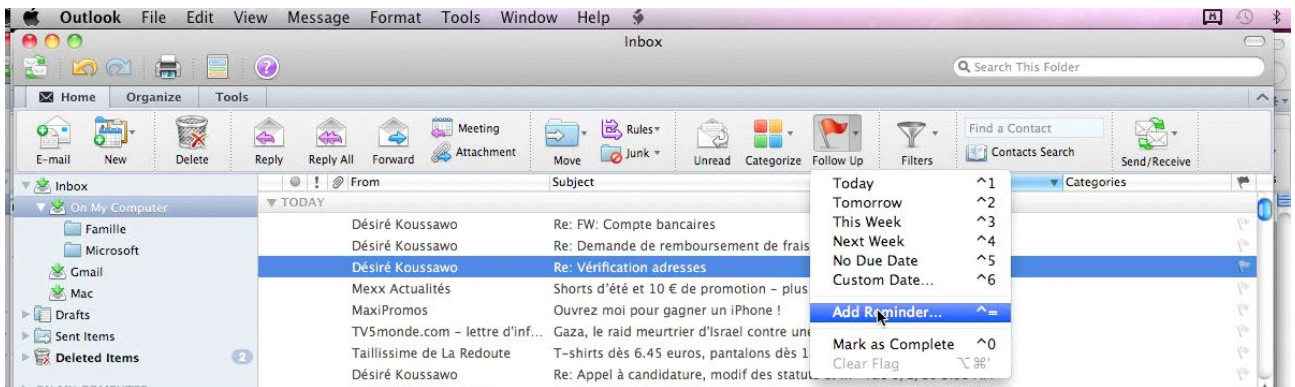 Outlook File Edit View Message Format Tools Window Help
Inbox
Search This Folder
Home Organize Tools
E-mail New Delete Reply Reply All Forward Meeting Attachment Move Rules Junk Unread Categorize Follow Up Filters Find a Contact Contacts Search Send/Receive
Inbox
On My Computer
Famille
Microsoft
Gmail
Mac
Drafts
Sent Items
Deleted Items 2
! From Subject Categories
TODAY
Désiré Koussawo Re: FW: Compte bancaires
Désiré Koussawo Re: Demande de remboursement de frais
Désiré Koussawo Re: Vérification adresses
Mexx Actualités Shorts d'été et 10 € de promotion – plus
MaxiPromos Ouvrez moi pour gagner un iPhone !
TV5monde.com – lettre d'inf... Gaza, le raid meurtrier d'Israel contre une
Taillissime de La Redoute T-shirts dès 6.45 euros, pantalons dès 1
Désiré Koussawo Re: Appel à candidature, modif des statut
Today ^1
Tomorrow ^2
This Week ^3
Next Week ^4
No Due Date ^5
Custom Date... ^6
Add Reminder... ^=
Mark as Complete ^0
Clear Flag ⌥⌘'